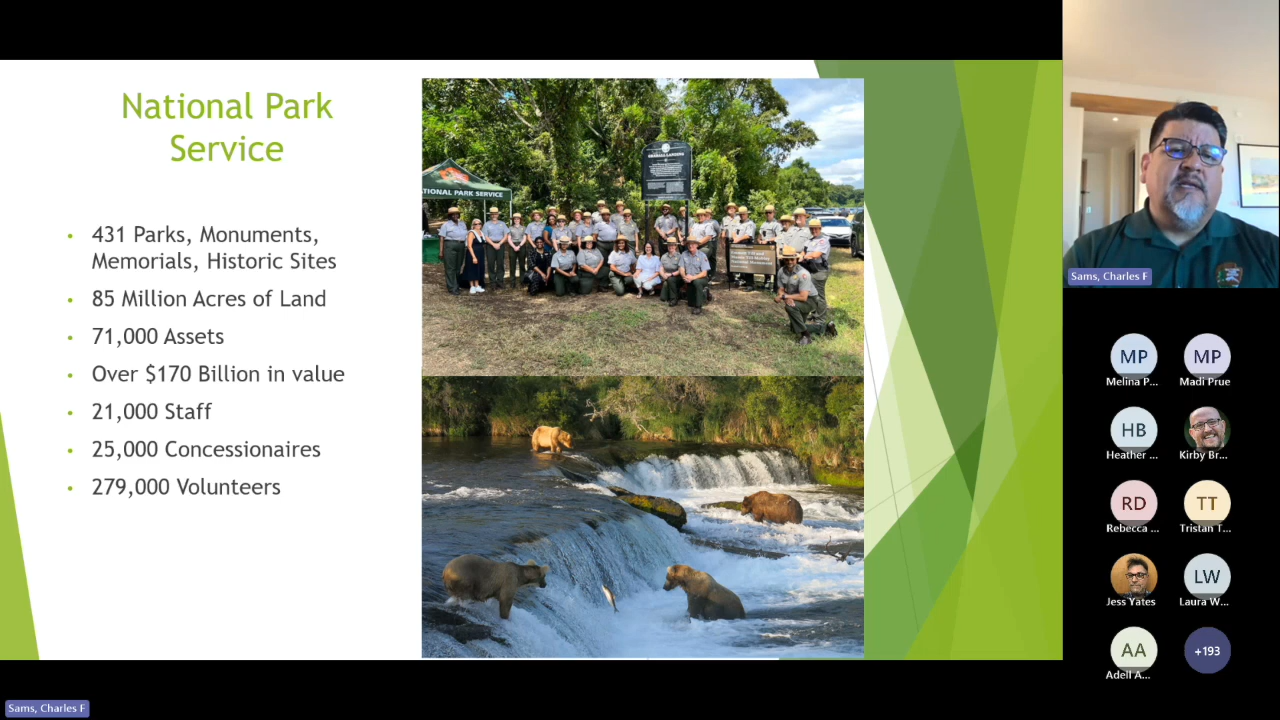 National Park
Service
• 431 Parks, Monuments,
Memorials, Historic Sites
• 85 Million Acres of Land
• 71,000 Assets
• Over $170 Billion in value
• 21,000 Staff
• 25,000 Concessionaires
• 279,000 Volunteers
NATIONAL PARK SERVICE
GRABALL LANDING
Sams, Charles F
MP
Melina P...
MP
Madi Prue
HB
Heather ...
Kirby Br...
RD
Rebecca ...
TT
Tristan T...
Jess Yates
LW
Laura W...
AA
Adell A...
+193
Sams, Charles F